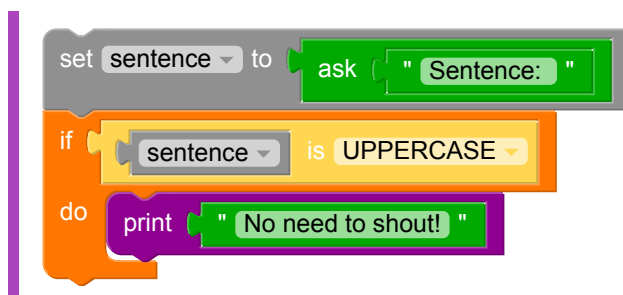 set sentence to ask " Sentence: "
if sentence is UPPERCASE
do print " No need to shout! "